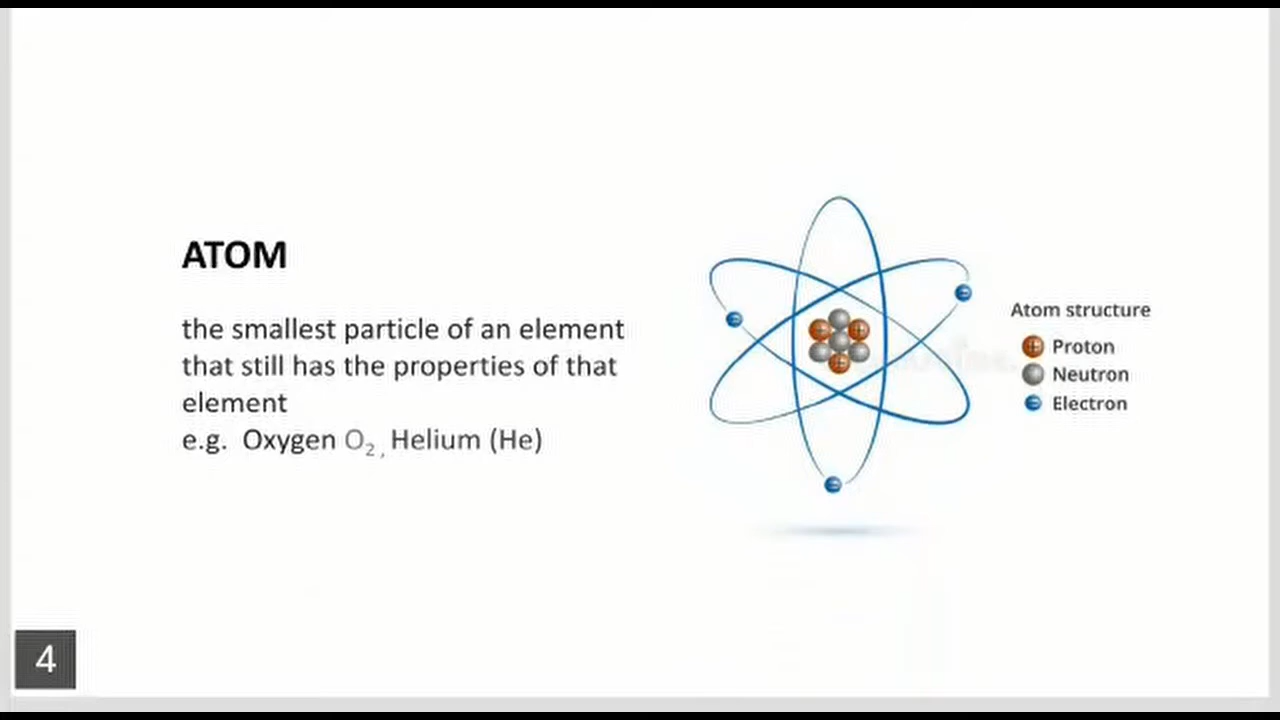 ATOM
the smallest particle of an element
that still has the properties of that
element
e.g. Oxygen O₂, Helium (He)
Atom structure
Proton
Neutron
Electron
4